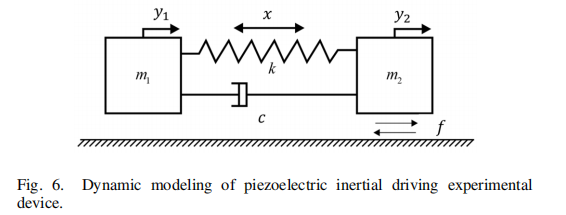 y₁ x y₂
k
m₁ m₂
c
f
Fig. 6. Dynamic modeling of piezoelectric inertial driving experimental
device.